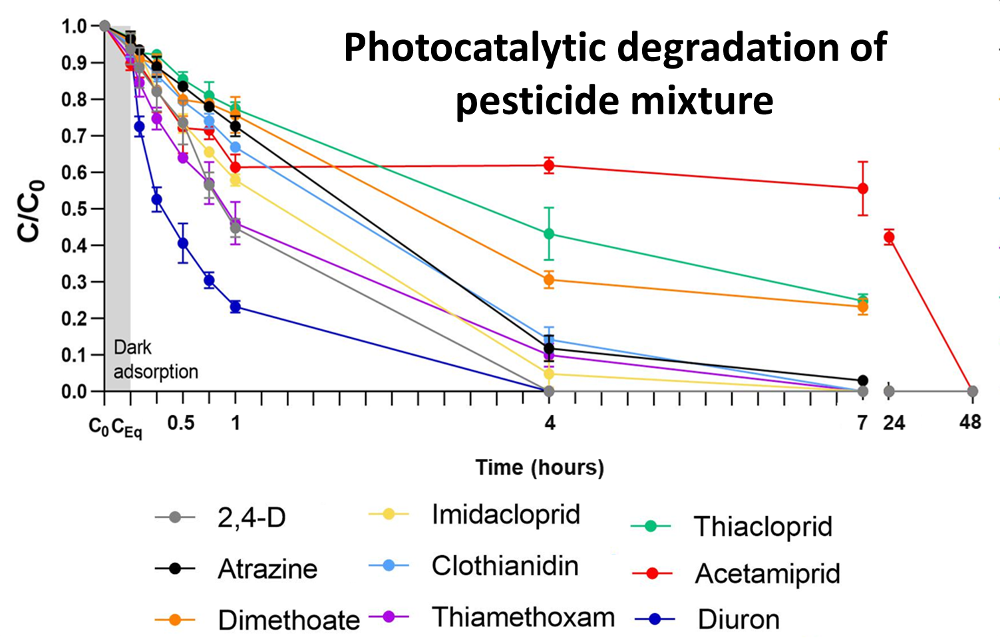 Photocatalytic degradation of
pesticide mixture
C/C0
1.0
0.9
0.8
0.7
0.6
0.5
0.4
0.3
0.2
0.1
0.0
Dark
adsorption
C0 CEq 0.5 1 4 7 24 48
Time (hours)
2,4-D
Imidacloprid
Thiacloprid
Atrazine
Clothianidin
Acetamiprid
Dimethoate
Thiamethoxam
Diuron